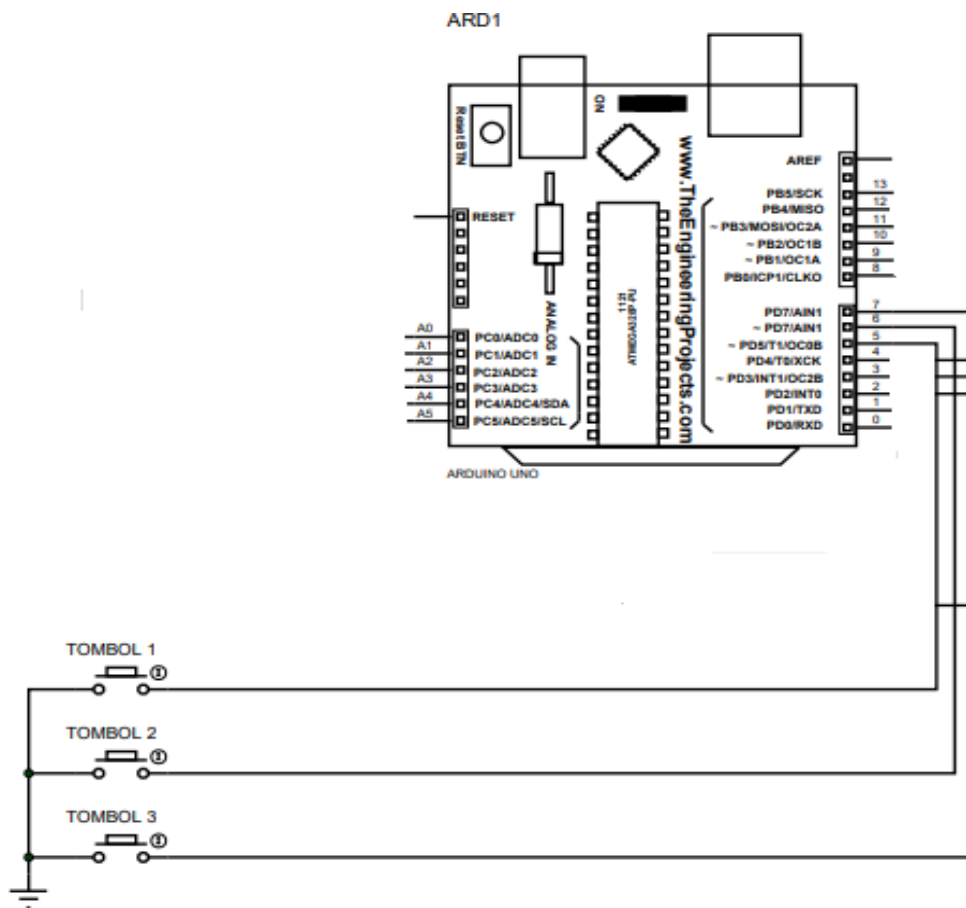 ARD1
Reset BTN
ON
www.TheEngineeringProjects.com
RESET
AREF
PB5/SCK
13
PB4/MISO
12
~ PB3/MOSI/OC2A
11
~ PB2/OC1B
10
~ PB1/OC1A
9
PB0/ICP1/CLKO
8
1121
ATMEGA328P-PU
ANALOG IN
A0
PC0/ADC0
A1
PC1/ADC1
A2
PC2/ADC2
A3
PC3/ADC3
A4
PC4/ADC4/SDA
A5
PC5/ADC5/SCL
PD7/AIN1
7
~ PD7/AIN1
6
~ PD5/T1/OC0B
5
PD4/T0/XCK
4
~ PD3/INT1/OC2B
3
PD2/INT0
2
PD1/TXD
1
PD0/RXD
0
ARDUINO UNO
TOMBOL 1
TOMBOL 2
TOMBOL 3